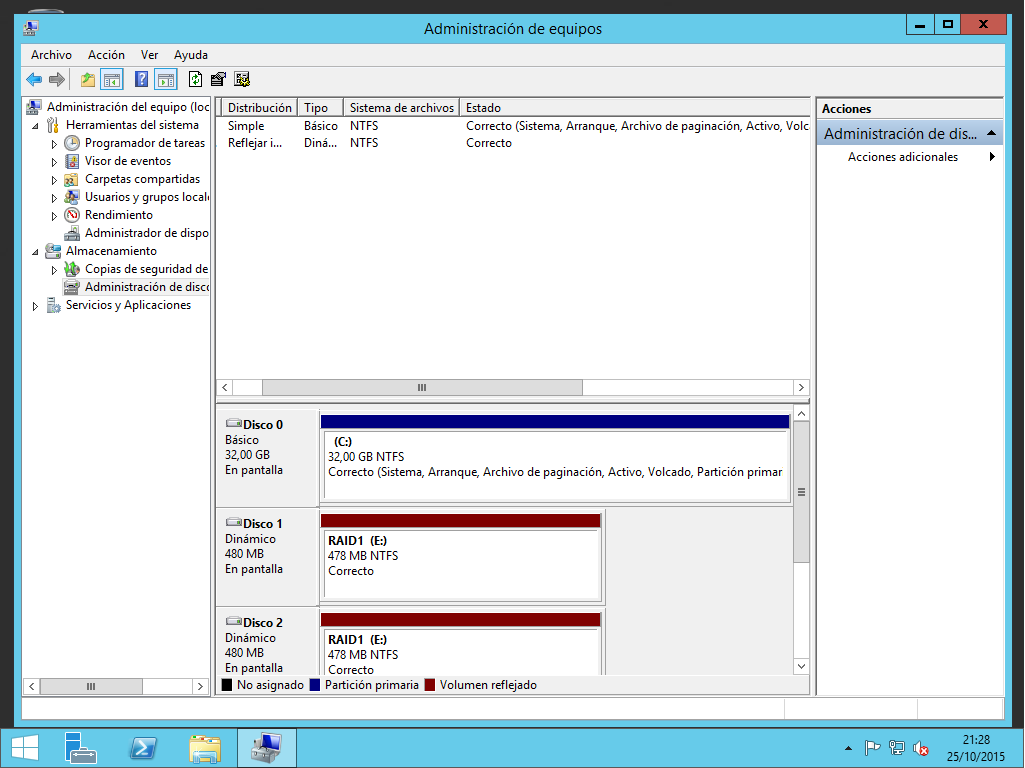 Administración de equipos
Archivo Acción Ver Ayuda
Administración del equipo (loc
Herramientas del sistema
Programador de tareas
Visor de eventos
Carpetas compartidas
Usuarios y grupos locale
Rendimiento
Administrador de dispo
Almacenamiento
Copias de seguridad de
Administración de disco
Servicios y Aplicaciones
Distribución Tipo Sistema de archivos Estado
Simple Básico NTFS Correcto (Sistema, Arranque, Archivo de paginación, Activo, Volc
Reflejar i... Diná... NTFS Correcto
Disco 0
Básico
32,00 GB
En pantalla
(C:)
32,00 GB NTFS
Correcto (Sistema, Arranque, Archivo de paginación, Activo, Volcado, Partición primar
Disco 1
Dinámico
480 MB
En pantalla
RAID1 (E:)
478 MB NTFS
Correcto
Disco 2
Dinámico
480 MB
En pantalla
RAID1 (E:)
478 MB NTFS
Correcto
No asignado Partición primaria Volumen reflejado
Acciones
Administración de dis...
Acciones adicionales
21:28
25/10/2015